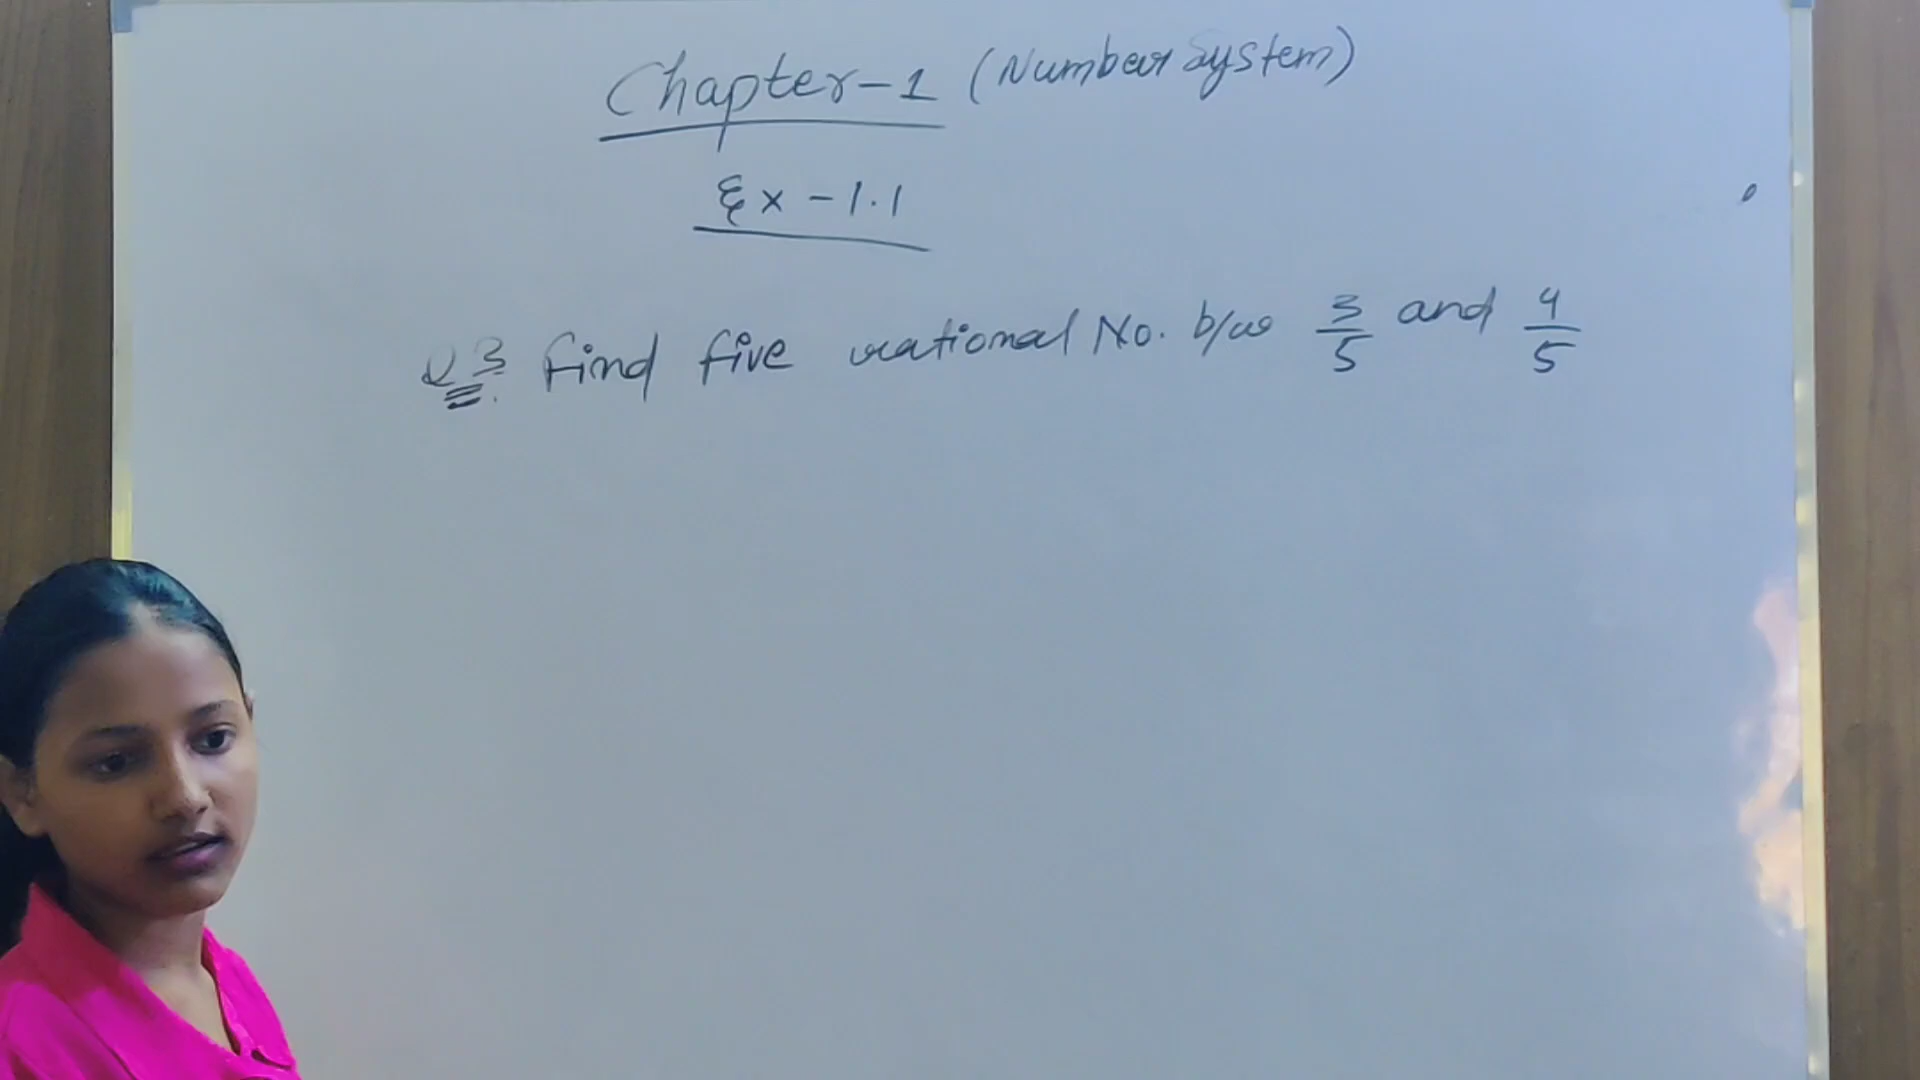 Chapter-1 (Number System)
Ex-1.1
Q3. Find five rational No. b/w 3/5 and 4/5